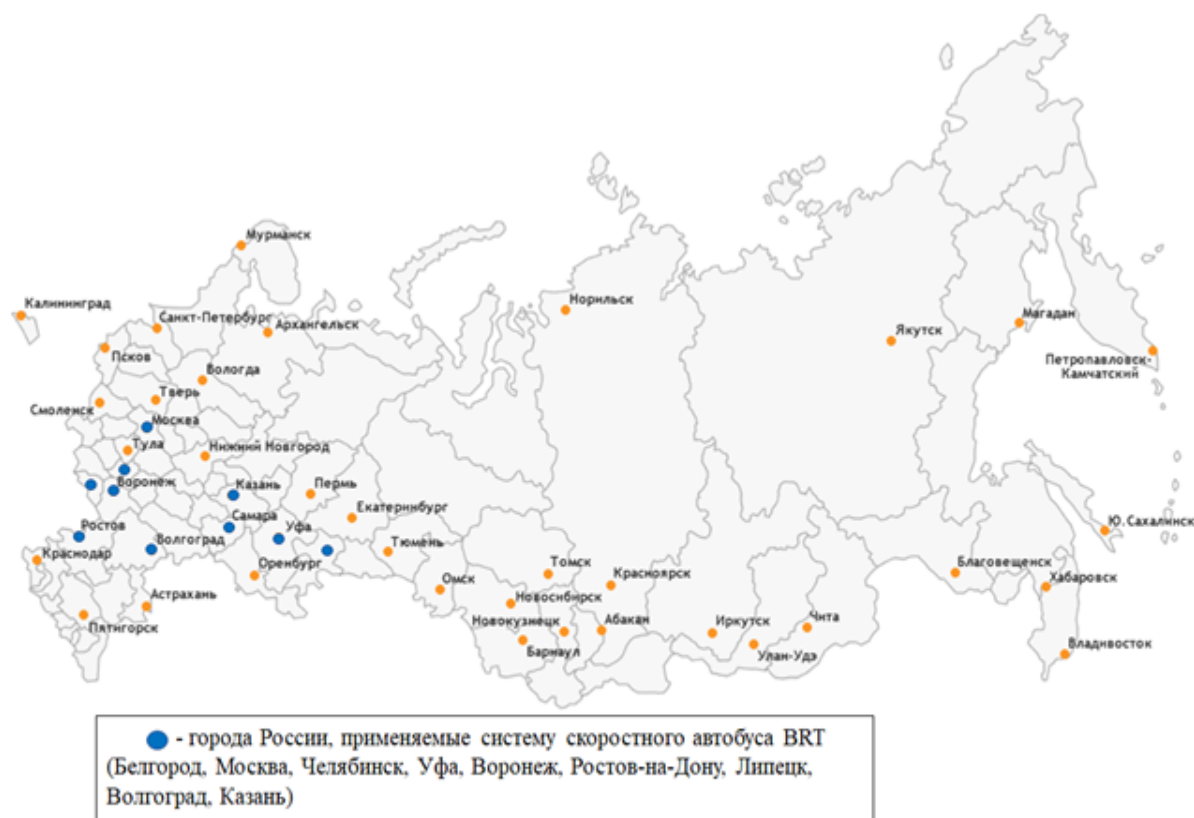 Мурманск
Калининград
Санкт-Петербург
Архангельск
Норильск
Магадан
Якутск
Псков
Петропавловск-
Камчатский
Вологда
Тверь
Смоленск
Москва
Тула
Нижний Новгород
Воронеж
Казань
Пермь
Екатеринбург
Самара
Уфа
Ростов
Волгоград
Ю.Сахалинск
Краснодар
Оренбург
Тюмень
Томск
Красноярск
Благовещенск
Хабаровск
Омск
Новосибирск
Астрахань
Пятигорск
Новокузнецк
Абакан
Барнаул
Иркутск
Чита
Улан-Удэ
Владивосток
- города России, применяемые систему скоростного автобуса BRT
(Белгород, Москва, Челябинск, Уфа, Воронеж, Ростов-на-Дону, Липецк,
Волгоград, Казань)